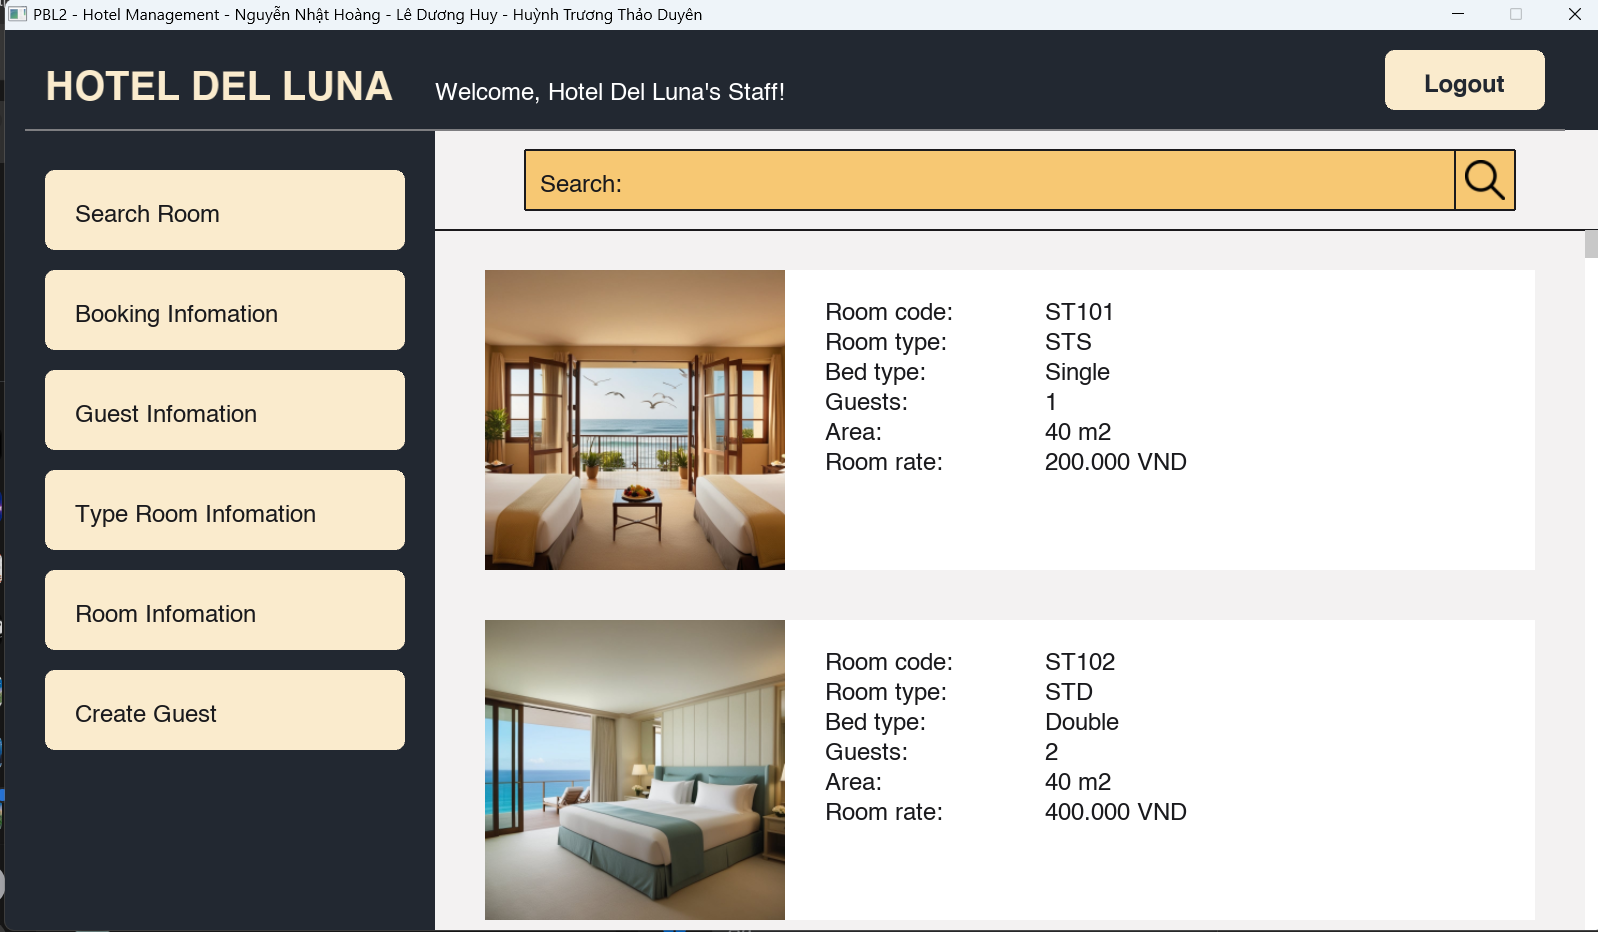 PBL2 - Hotel Management - Nguyễn Nhật Hoàng - Lê Dương Huy - Huỳnh Trương Thảo Duyên
HOTEL DEL LUNA
Welcome, Hotel Del Luna's Staff!
Logout
Search Room
Booking Infomation
Guest Infomation
Type Room Infomation
Room Infomation
Create Guest
Search:
Room code: ST101
Room type: STS
Bed type: Single
Guests: 1
Area: 40 m2
Room rate: 200.000 VND
Room code: ST102
Room type: STD
Bed type: Double
Guests: 2
Area: 40 m2
Room rate: 400.000 VND